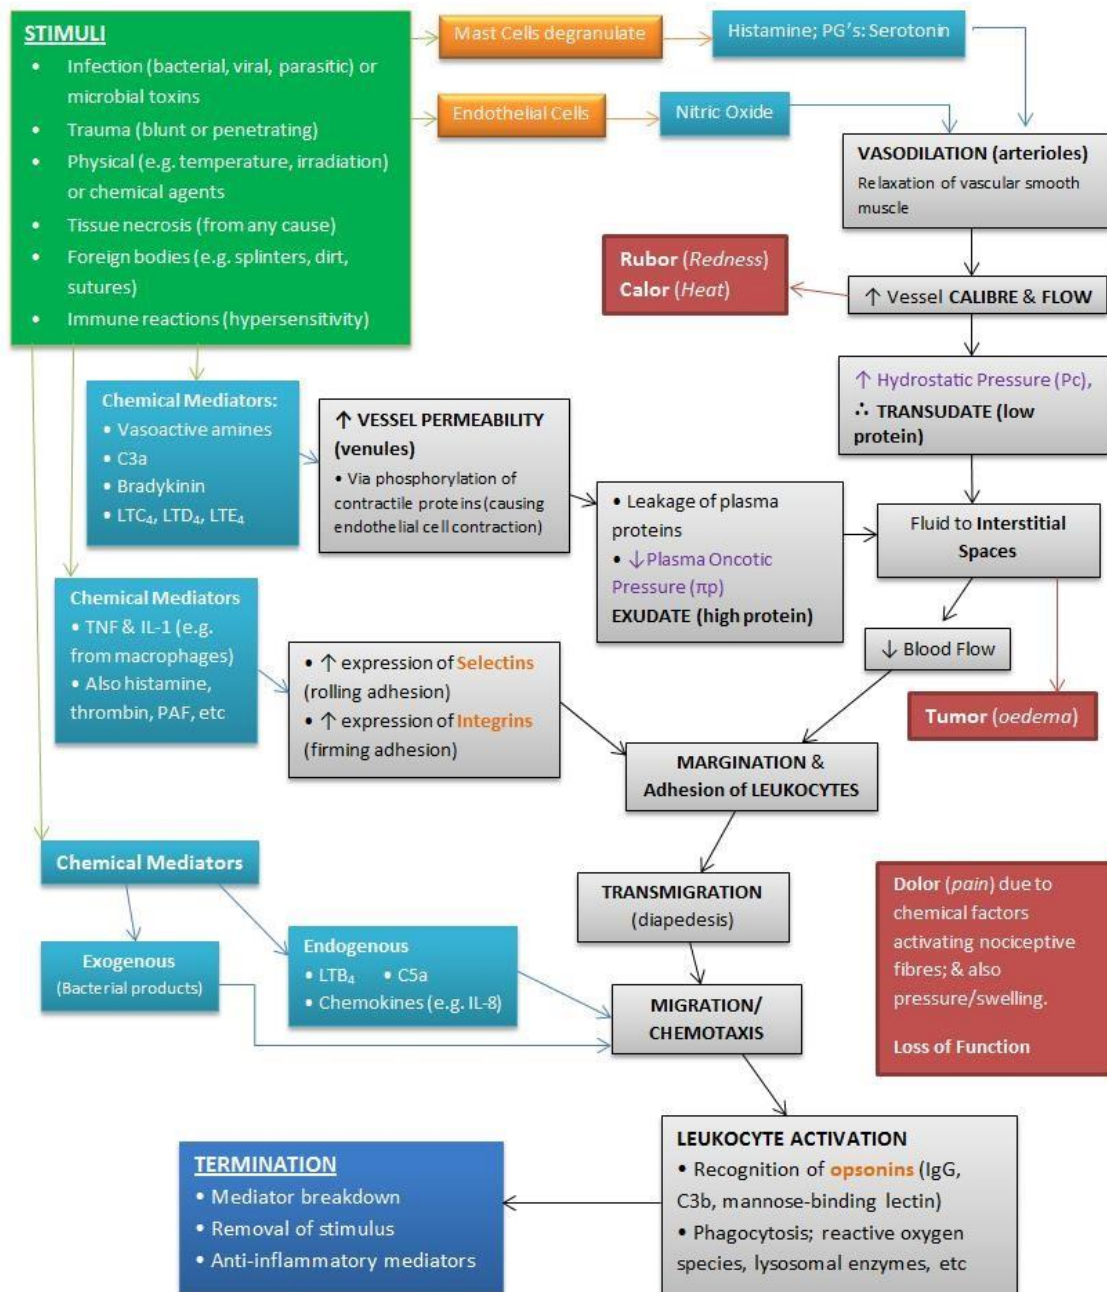 STIMULI
• Infection (bacterial, viral, parasitic) or
microbial toxins
• Trauma (blunt or penetrating)
• Physical (e.g. temperature, irradiation)
or chemical agents
• Tissue necrosis (from any cause)
• Foreign bodies (e.g. splinters, dirt,
sutures)
• Immune reactions (hypersensitivity)
Mast Cells degranulate
Histamine; PG's: Serotonin
Endothelial Cells
Nitric Oxide
VASODILATION (arterioles)
Relaxation of vascular smooth
muscle
Rubor (Redness)
Calor (Heat)
↑ Vessel CALIBRE & FLOW
↑ Hydrostatic Pressure (Pc),
∴ TRANSUDATE (low
protein)
Chemical Mediators:
• Vasoactive amines
• C3a
• Bradykinin
• LTC₄, LTD₄, LTE₄
↑ VESSEL PERMEABILITY
(venules)
• Via phosphorylation of
contractile proteins (causing
endothelial cell contraction)
• Leakage of plasma
proteins
• ↓Plasma Oncotic
Pressure (πp)
EXUDATE (high protein)
Fluid to Interstitial
Spaces
↓ Blood Flow
Tumor (oedema)
Chemical Mediators
• TNF & IL-1 (e.g.
from macrophages)
• Also histamine,
thrombin, PAF, etc
• ↑ expression of Selectins
(rolling adhesion)
• ↑ expression of Integrins
(firming adhesion)
MARGINATION &
Adhesion of LEUKOCYTES
Chemical Mediators
TRANSMIGRATION
(diapedesis)
Dolor (pain) due to
chemical factors
activating nociceptive
fibres; & also
pressure/swelling.
Loss of Function
Exogenous
(Bacterial products)
Endogenous
• LTB₄ • C5a
• Chemokines (e.g. IL-8)
MIGRATION/
CHEMOTAXIS
LEUKOCYTE ACTIVATION
• Recognition of opsonins (IgG,
C3b, mannose-binding lectin)
• Phagocytosis; reactive oxygen
species, lysosomal enzymes, etc
TERMINATION
• Mediator breakdown
• Removal of stimulus
• Anti-inflammatory mediators